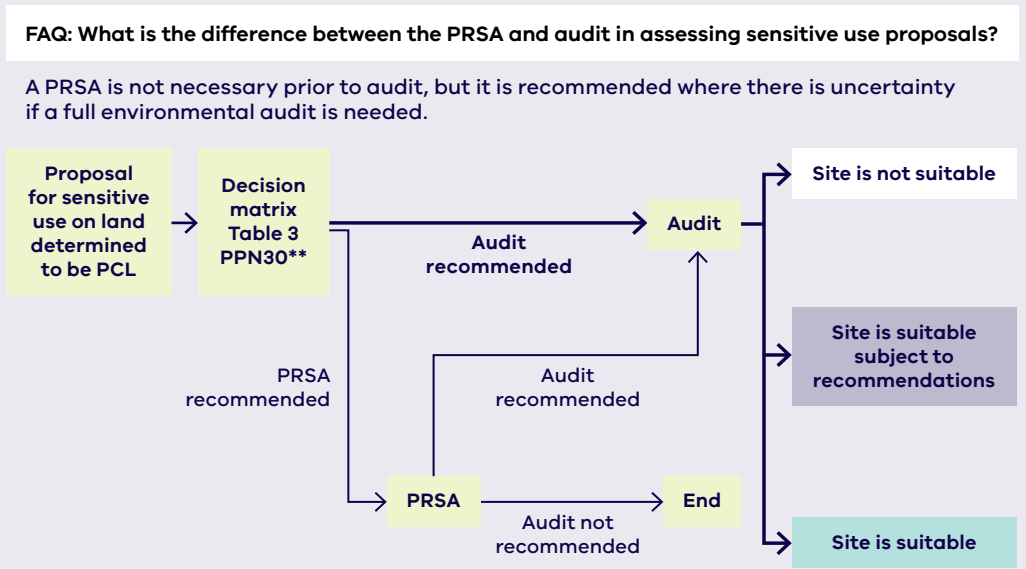 FAQ: What is the difference between the PRSA and audit in assessing sensitive use proposals?
A PRSA is not necessary prior to audit, but it is recommended where there is uncertainty
if a full environmental audit is needed.
Proposal
for sensitive
use on land
determined
to be PCL
Decision
matrix
Table 3
PPN30**
Audit
recommended
Audit
Site is not suitable
Site is suitable
subject to
recommendations
Site is suitable
PRSA
recommended
Audit
recommended
PRSA
Audit not
recommended
End